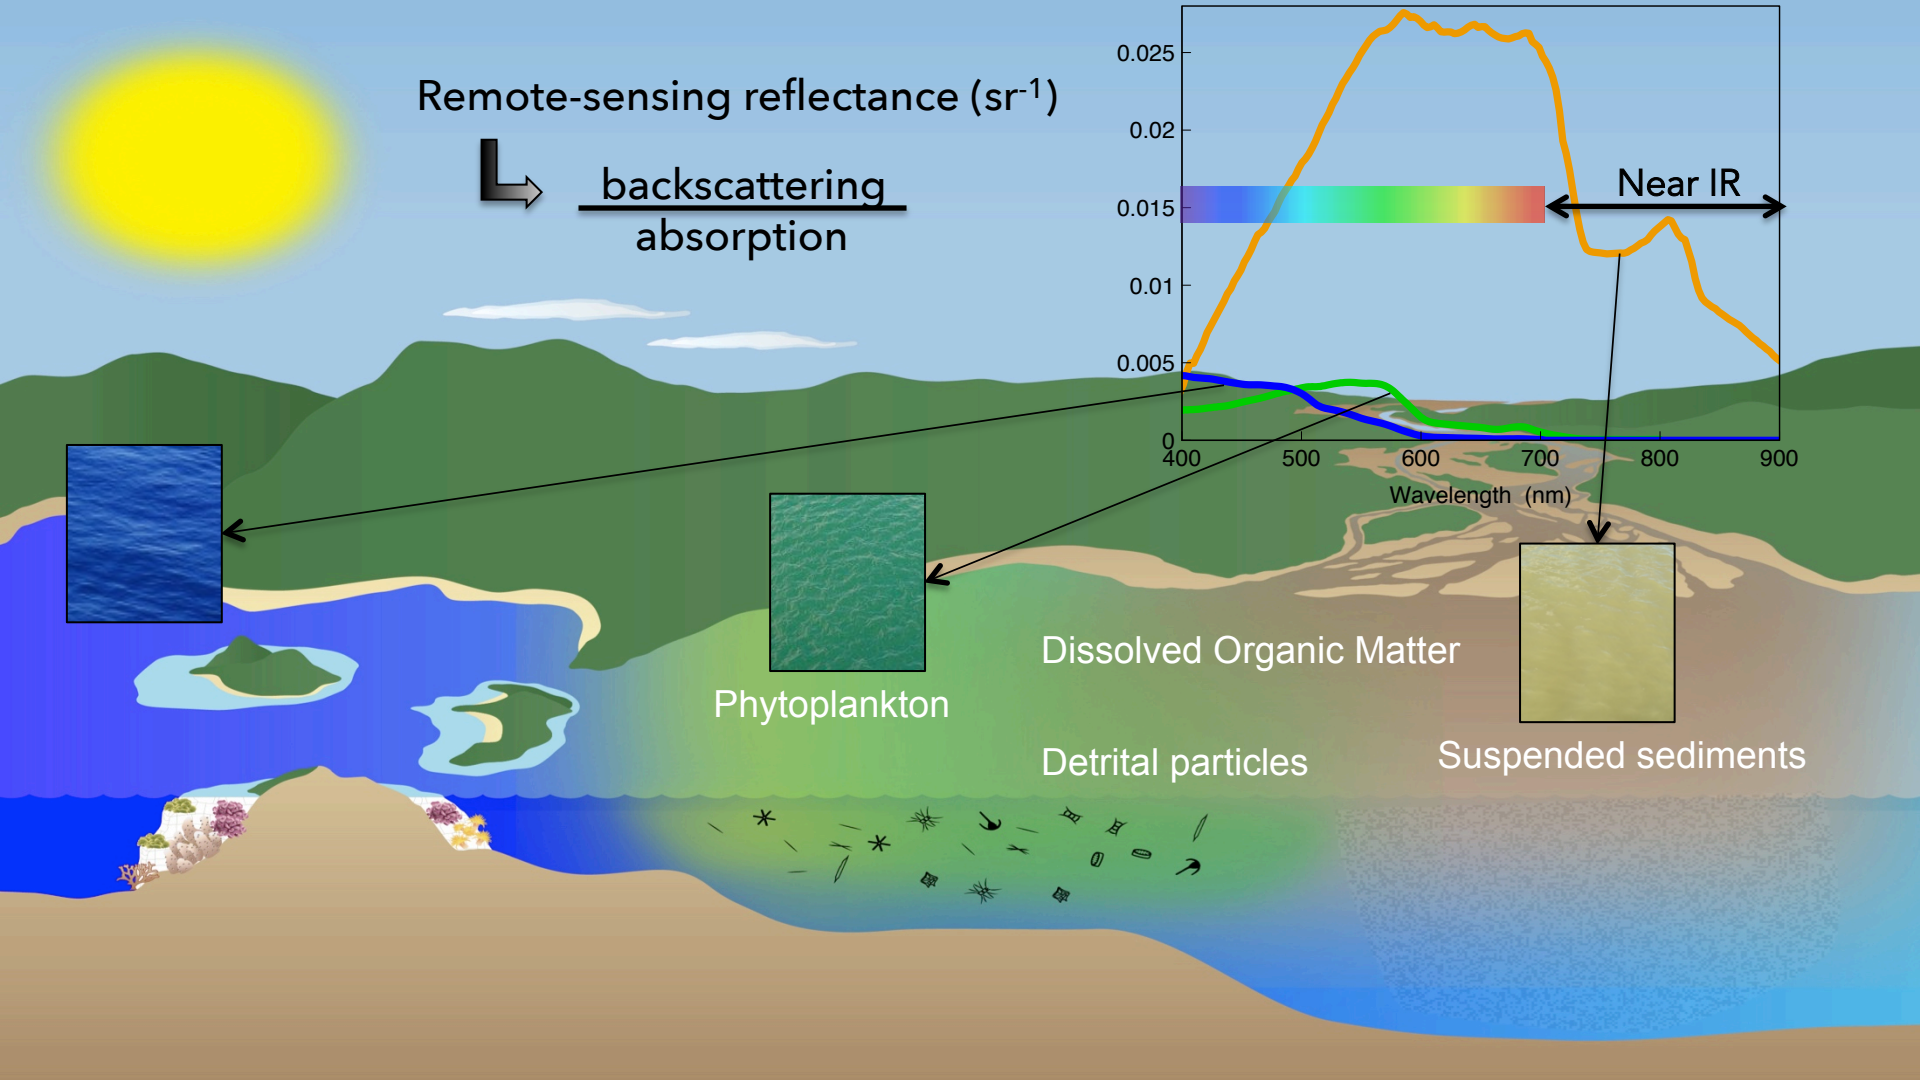 Remote-sensing reflectance (sr-1)
backscattering
absorption
0.025
0.02
0.015
0.01
0.005
0
Near IR
400 500 600 700 800 900
Wavelength (nm)
Dissolved Organic Matter
Phytoplankton
Detrital particles
Suspended sediments